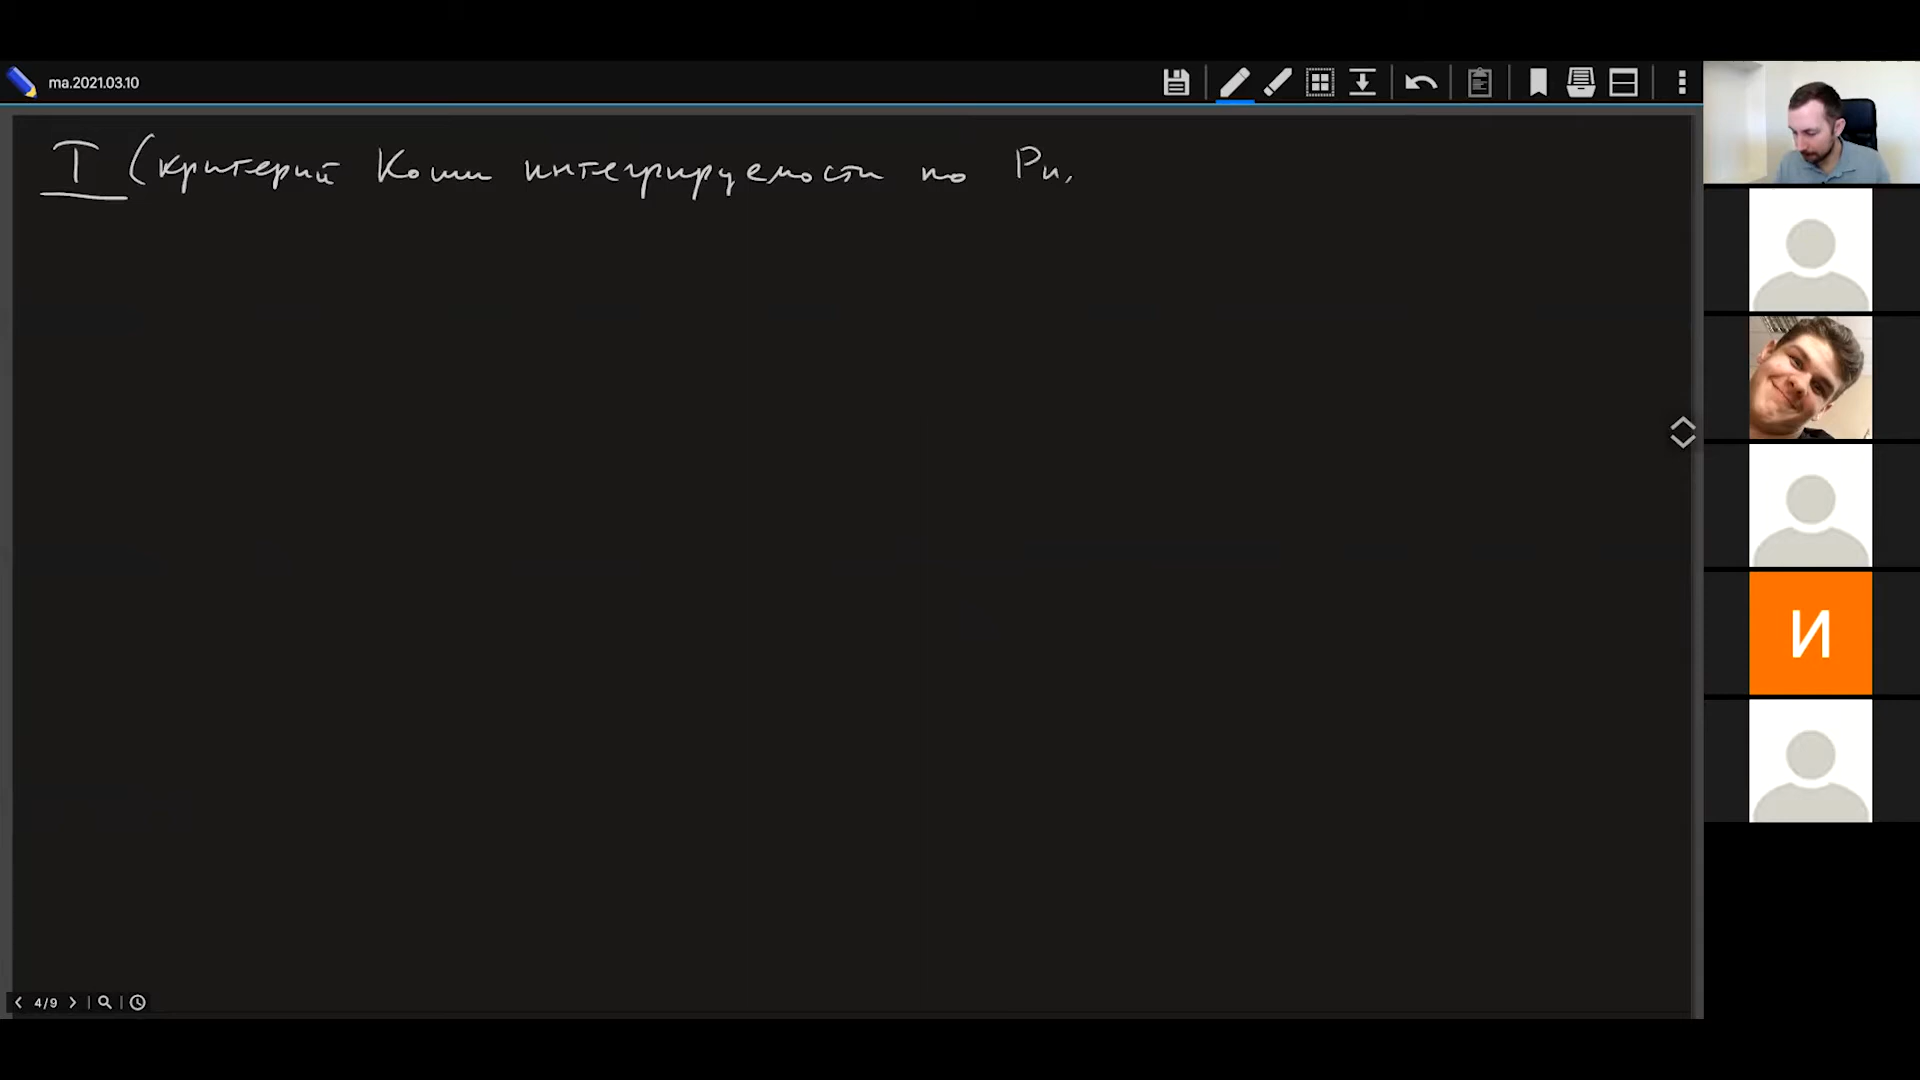 ma.2021.03.10
Т (критерий Коши интегрируемости по Ри
4/9
И